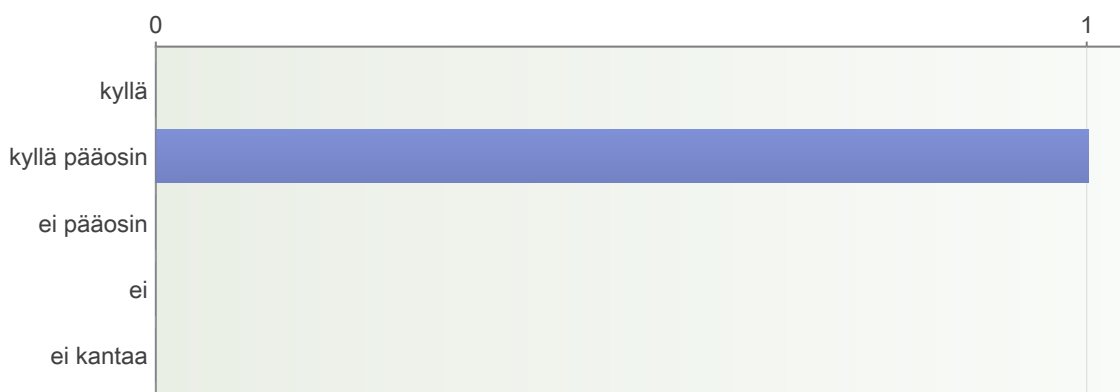 0 1
kyllä
kyllä pääosin
ei pääosin
ei
ei kantaa